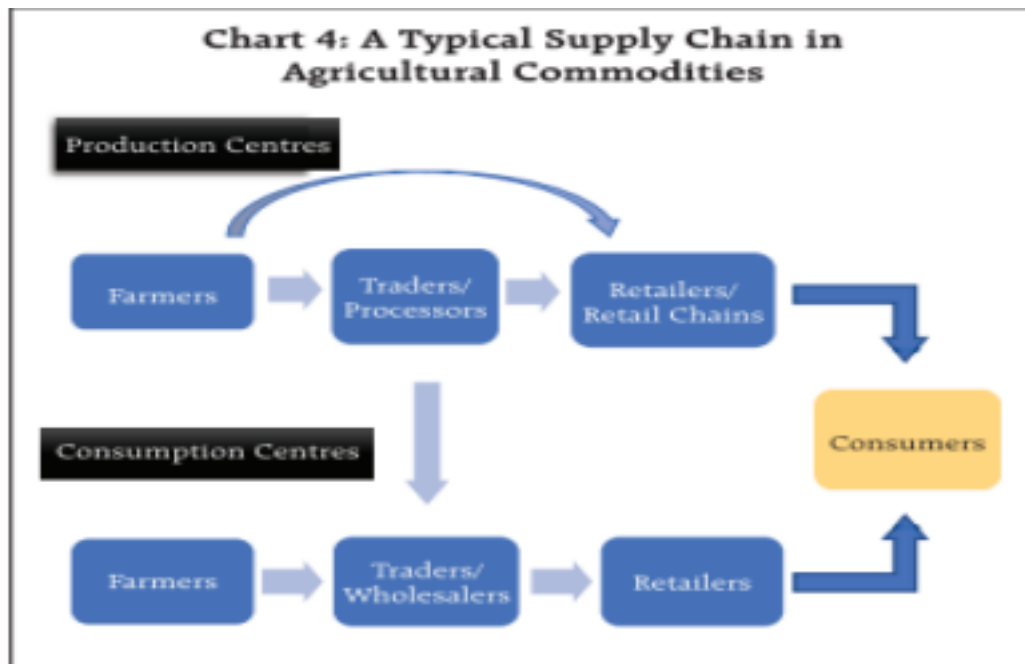 Chart 4: A Typical Supply Chain in
Agricultural Commodities
Production Centres
Farmers
Traders/
Processors
Retailers/
Retail Chains
Consumers
Consumption Centres
Farmers
Traders/
Wholesalers
Retailers